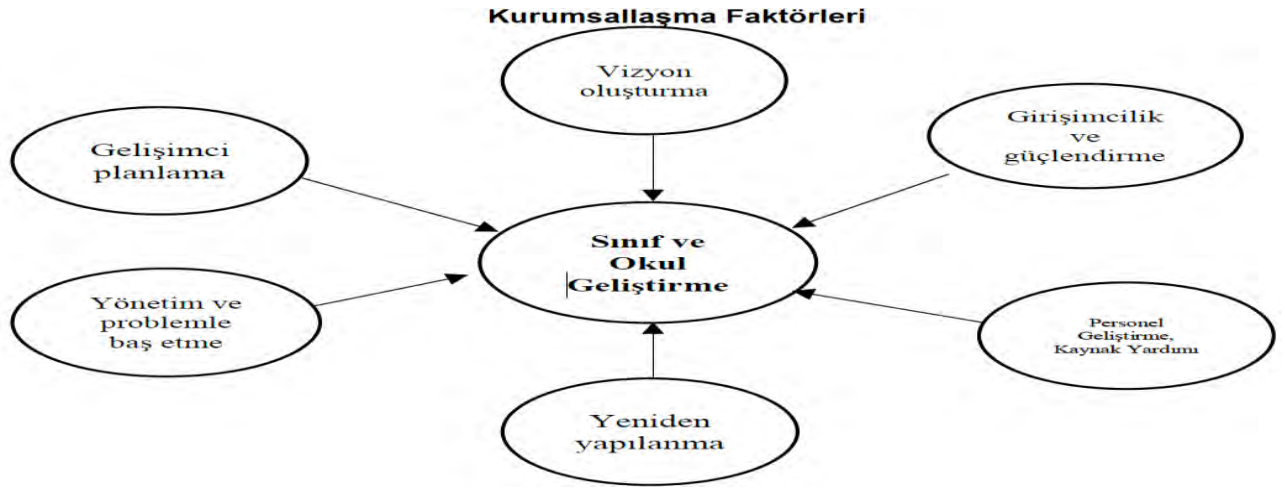 Kurumsallaşma Faktörleri
Vizyon
oluşturma
Gelişimci
planlama
Girişimcilik
ve
güçlendirme
Sınıf ve
Okul
Geliştirme
Yönetim ve
problemle
baş etme
Personel
Geliştirme,
Kaynak Yardımı
Yeniden
yapılanma